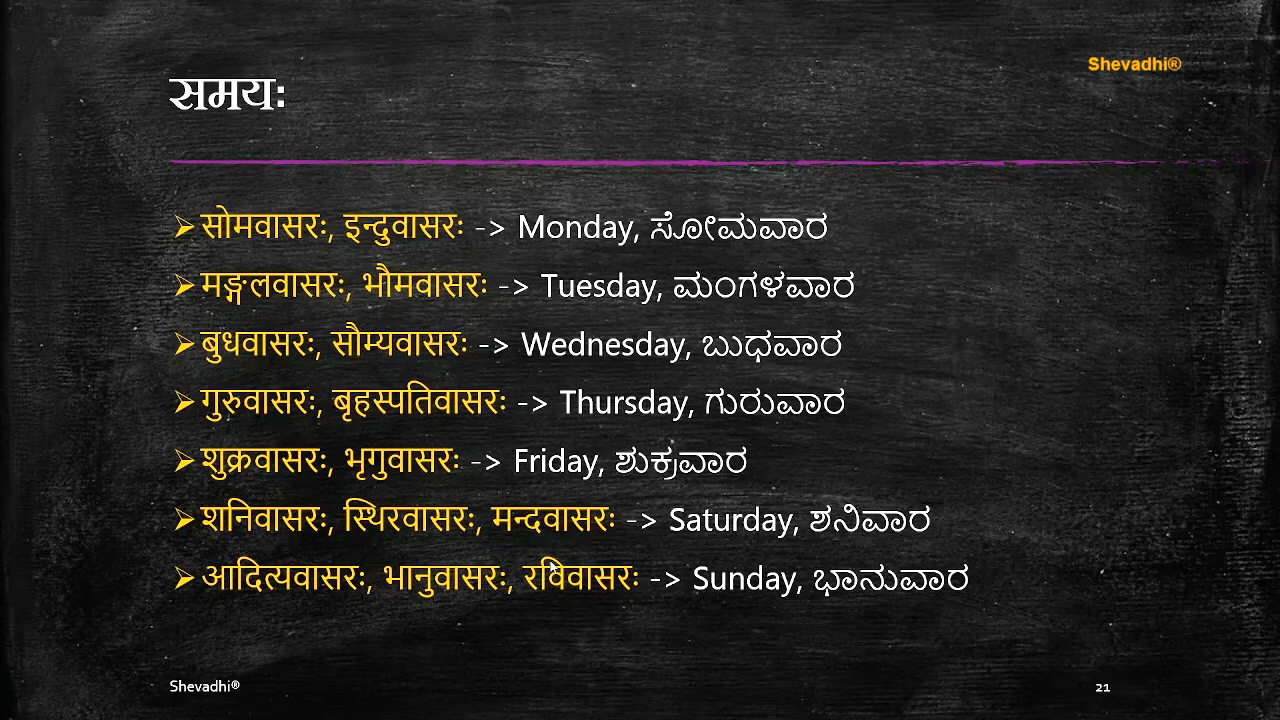 Shevadhi®
समयः
सोमवासरः, इन्दुवासरः -> Monday, ಸೋಮವಾರ
मङ्गलवासरः, भौमवासरः -> Tuesday, ಮಂಗಳವಾರ
बुधवासरः, सौम्यवासरः -> Wednesday, ಬುಧವಾರ
गुरुवासरः, बृहस्पतिवासरः -> Thursday, ಗುರುವಾರ
शुक्रवासरः, भृगुवासरः -> Friday, ಶುಕ್ರವಾರ
शनिवासरः, स्थिरवासरः, मन्दवासरः -> Saturday, ಶನಿವಾರ
आदित्यवासरः, भानुवासरः, रविवासरः -> Sunday, ಭಾನುವಾರ
Shevadhi® 21